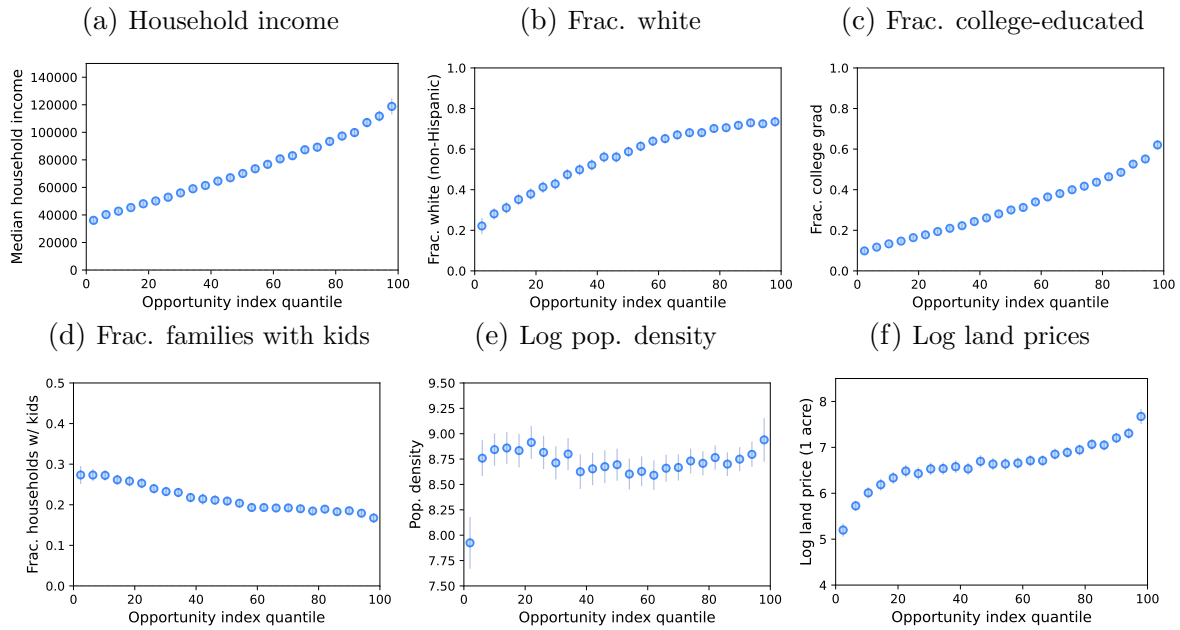 (a) Household income
Median household income
140000
120000
100000
80000
60000
40000
20000
0
0 20 40 60 80 100
Opportunity index quantile
(b) Frac. white
Frac. white (non-Hispanic)
1.0
0.8
0.6
0.4
0.2
0.0
0 20 40 60 80 100
Opportunity index quantile
(c) Frac. college-educated
Frac. college grad
1.0
0.8
0.6
0.4
0.2
0.0
0 20 40 60 80 100
Opportunity index quantile
(d) Frac. families with kids
Frac. households w/ kids
0.5
0.4
0.3
0.2
0.1
0.0
0 20 40 60 80 100
Opportunity index quantile
(e) Log pop. density
Pop. density
9.50
9.25
9.00
8.75
8.50
8.25
8.00
7.75
7.50
0 20 40 60 80 100
Opportunity index quantile
(f) Log land prices
Log land price (1 acre)
8
7
6
5
4
0 20 40 60 80 100
Opportunity index quantile